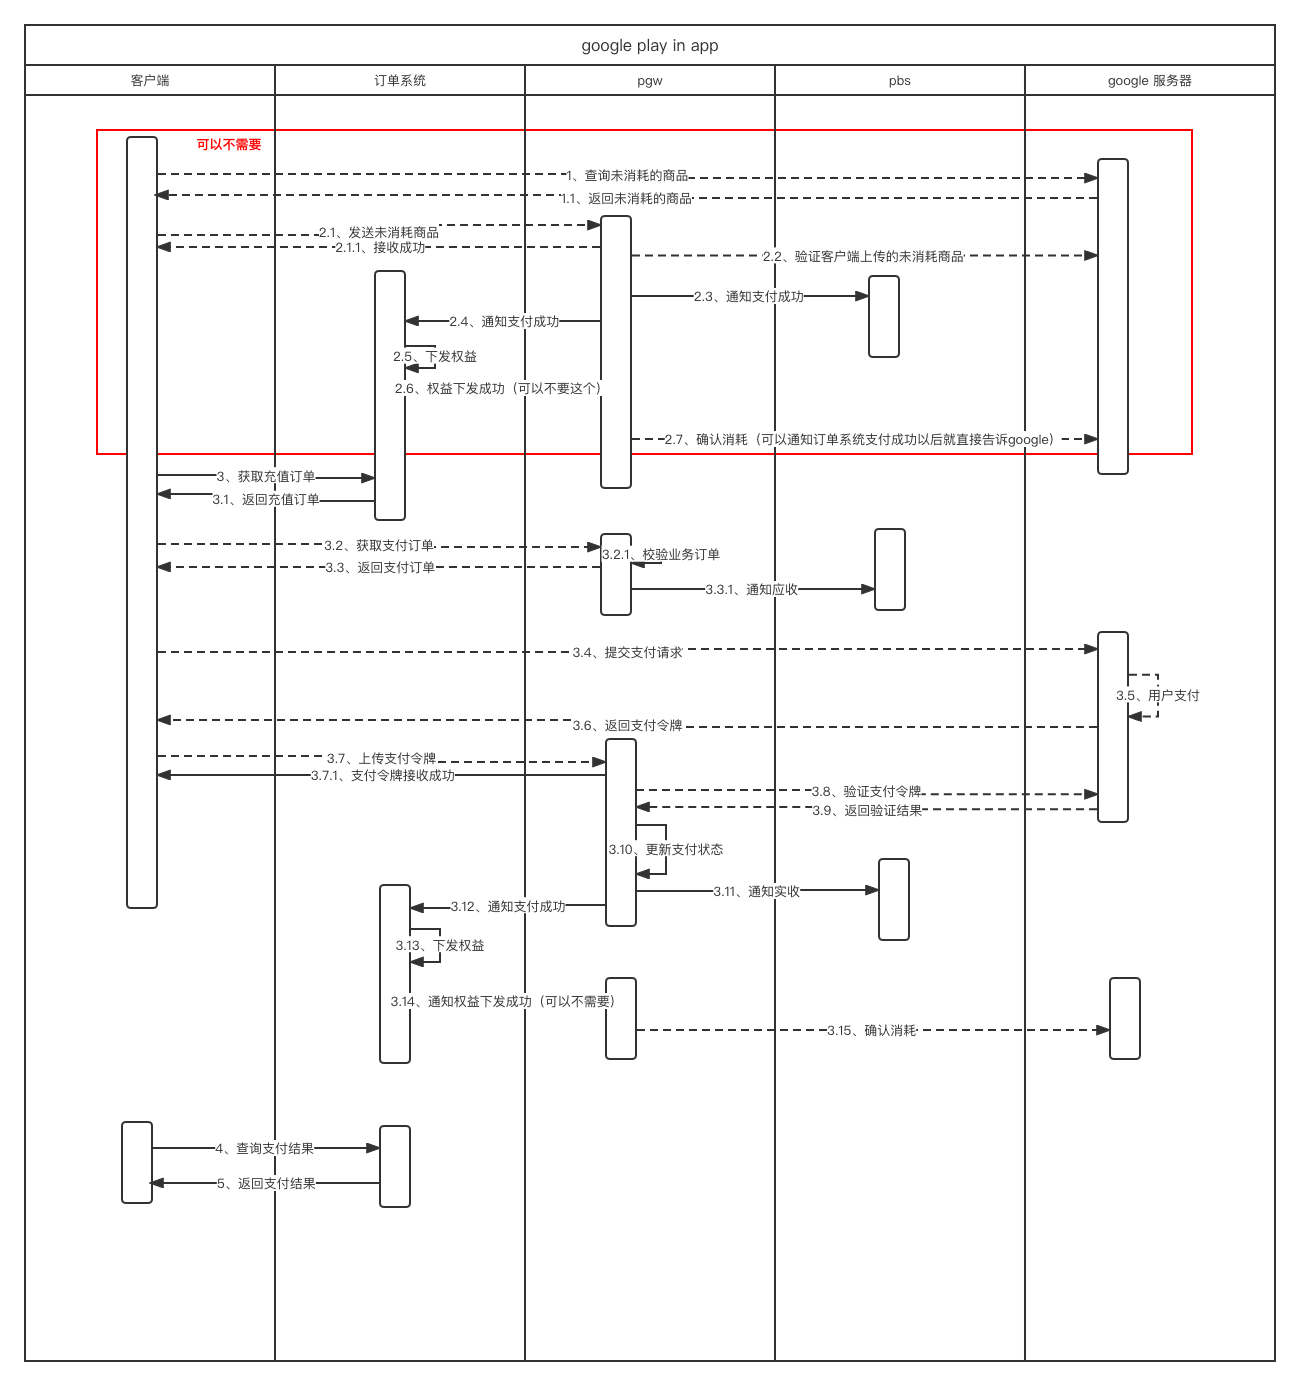 google play in app
客户端
订单系统
pgw
pbs
google 服务器
可以不需要
1、查询未消耗的商品
1.1、返回未消耗的商品
2.1、发送未消耗商品
2.1.1、接收成功
2.2、验证客户端上传的未消耗商品
2.3、通知支付成功
2.4、通知支付成功
2.5、下发权益
2.6、权益下发成功（可以不要这个）
2.7、确认消耗（可以通知订单系统支付成功以后就直接告诉google）
3、获取充值订单
3.1、返回充值订单
3.2、获取支付订单
3.2.1、校验业务订单
3.3、返回支付订单
3.3.1、通知应收
3.4、提交支付请求
3.5、用户支付
3.6、返回支付令牌
3.7、上传支付令牌
3.7.1、支付令牌接收成功
3.8、验证支付令牌
3.9、返回验证结果
3.10、更新支付状态
3.11、通知实收
3.12、通知支付成功
3.13、下发权益
3.14、通知权益下发成功（可以不需要）
3.15、确认消耗
4、查询支付结果
5、返回支付结果